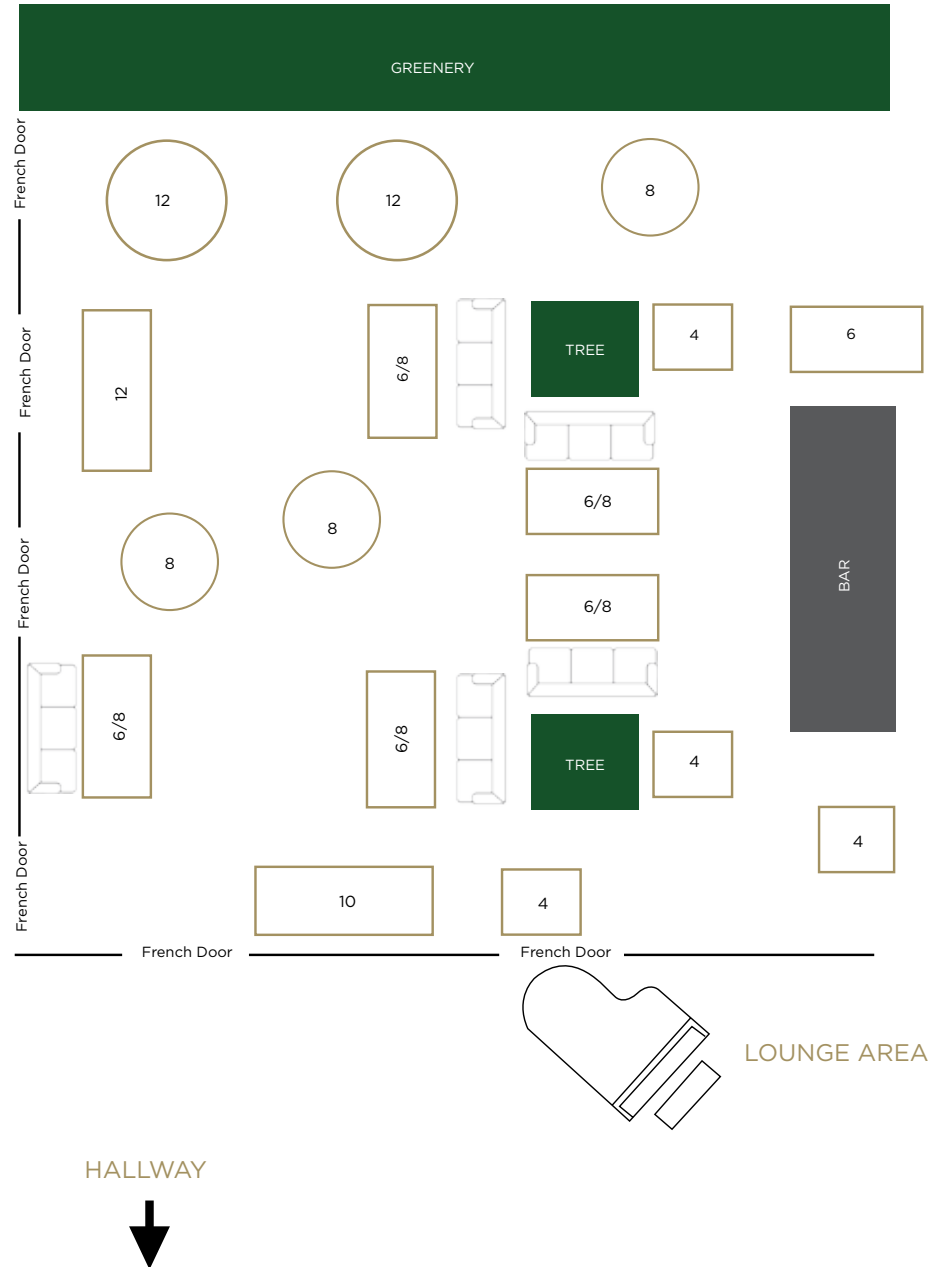 GREENERY
French Door
12
12
8
French Door
12
6/8
TREE
4
6
6/8
8
8
BAR
French Door
6/8
6/8
6/8
TREE
4
4
French Door
10
4
French Door
French Door
LOUNGE AREA
HALLWAY